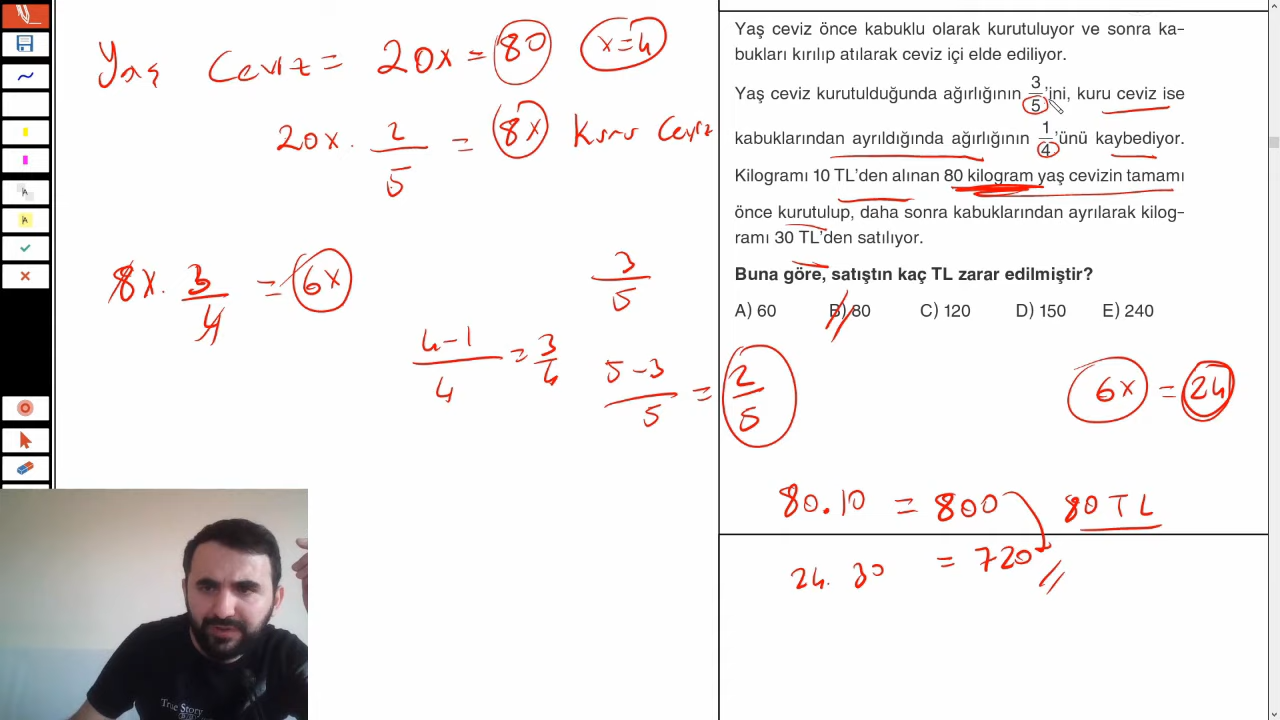 Yaş Ceviz = 20x = 80 x=4
20x . 2/5 = 8x Kuru Ceviz
8x . 3/4 = 6x
3/5
4-1/4 = 3/4
5-3/5 = 2/5
Yaş ceviz önce kabuklu olarak kurutuluyor ve sonra ka-
bukları kırılıp atılarak ceviz içi elde ediliyor.
Yaş ceviz kurutulduğunda ağırlığının 3/5'ini, kuru ceviz ise
kabuklarından ayrıldığında ağırlığının 1/4'ünü kaybediyor.
Kilogramı 10 TL'den alınan 80 kilogram yaş cevizin tamamı
önce kurutulup, daha sonra kabuklarından ayrılarak kilog-
ramı 30 TL'den satılıyor.
Buna göre, satıştın kaç TL zarar edilmiştir?
A) 60 B) 80 C) 120 D) 150 E) 240
6x = 24
80.10 = 800 80 TL
24.30 = 720
True Story